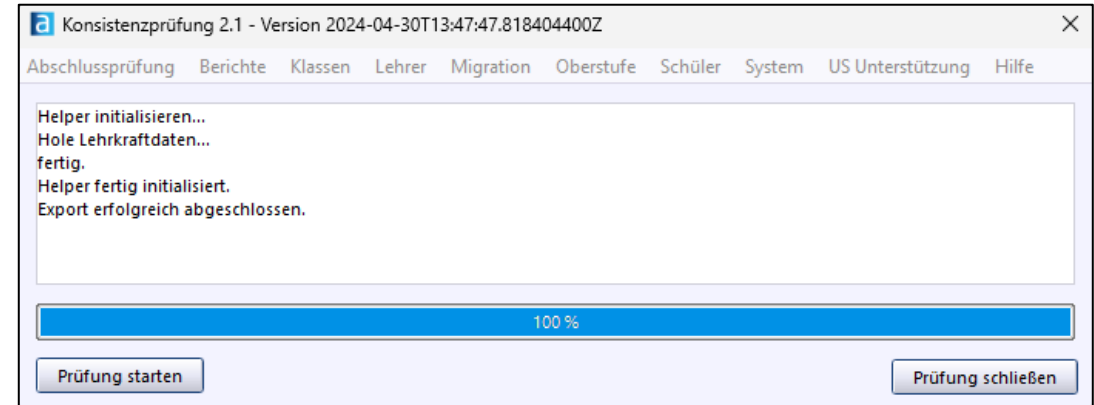 Konsistenzprüfung 2.1 - Version 2024-04-30T13:47:47.818404400Z
Abschlussprüfung Berichte Klassen Lehrer Migration Oberstufe Schüler System US Unterstützung Hilfe
Helper initialisieren...
Hole Lehrkraftdaten...
fertig.
Helper fertig initialisiert.
Export erfolgreich abgeschlossen.
100 %
Prüfung starten Prüfung schließen